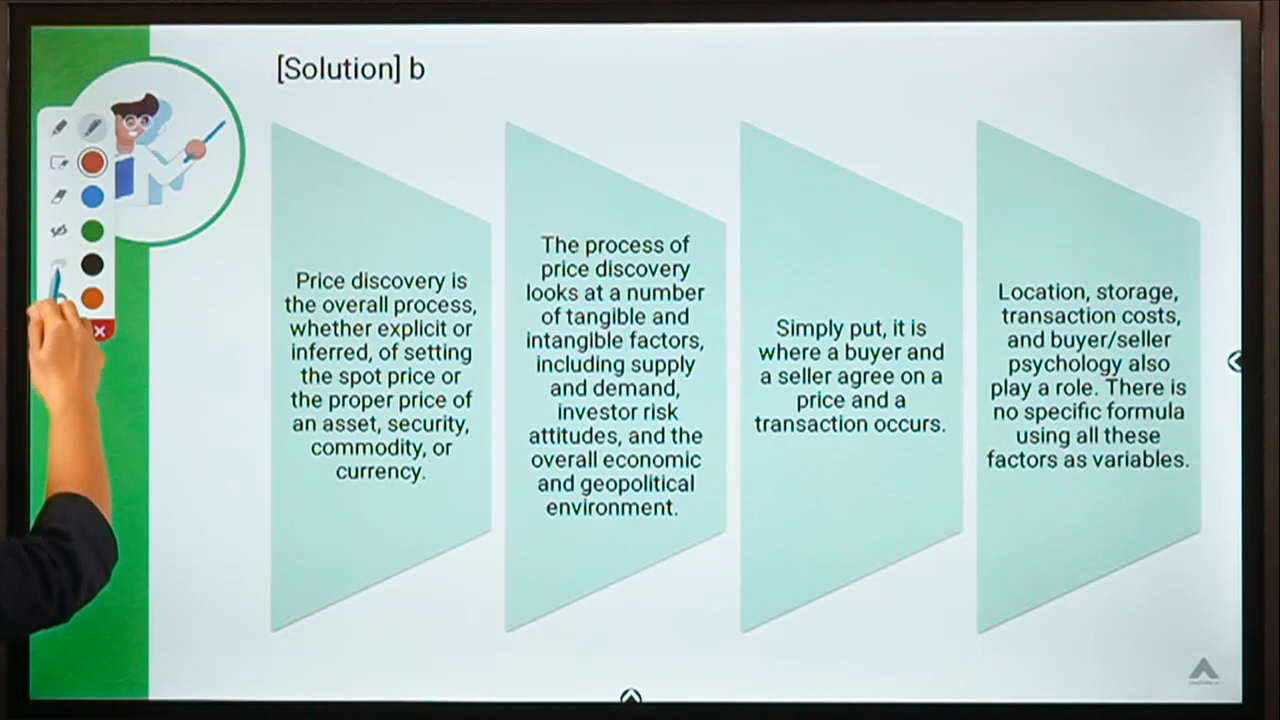 [Solution] b
Price discovery is
the overall process,
whether explicit or
inferred, of setting
the spot price or
the proper price of
an asset, security,
commodity, or
currency.
The process of
price discovery
looks at a number
of tangible and
intangible factors,
including supply
and demand,
investor risk
attitudes, and the
overall economic
and geopolitical
environment.
Simply put, it is
where a buyer and
a seller agree on a
price and a
transaction occurs.
Location, storage,
transaction costs,
and buyer/seller
psychology also
play a role. There is
no specific formula
using all these
factors as variables.